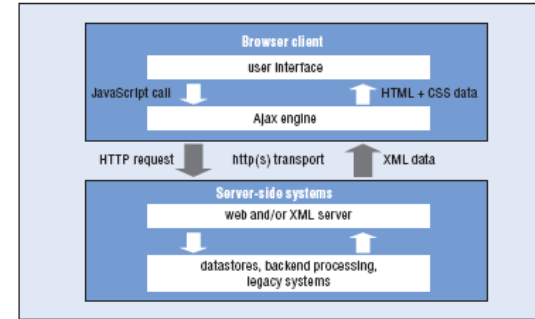 Browser client
user interface
JavaScript call
HTML + CSS data
Ajax engine
HTTP request
http(s) transport
XML data
Server-side systems
web and/or XML server
datastores, backend processing,
legacy systems